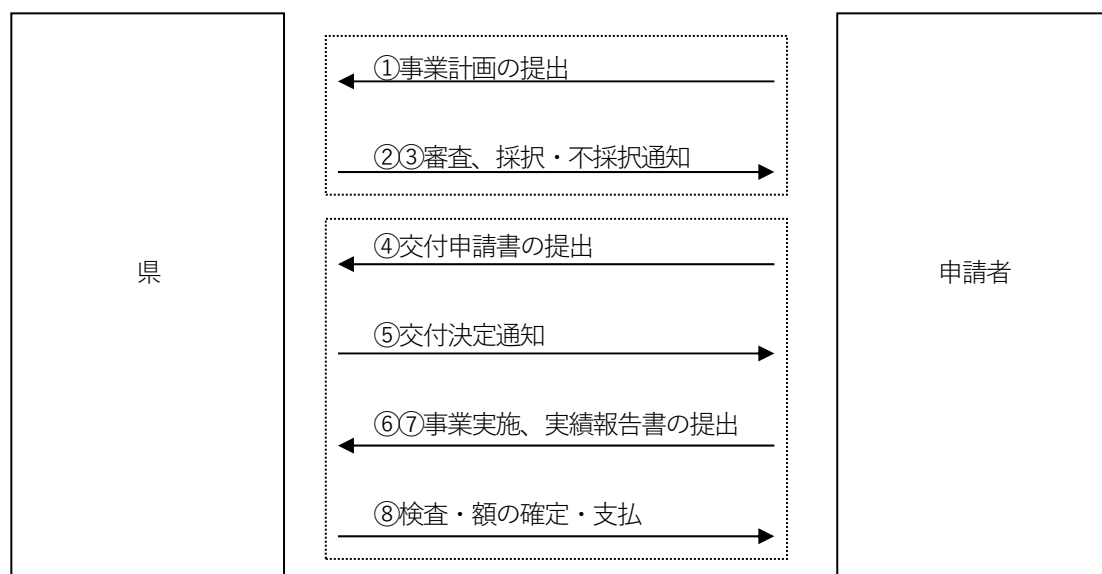 ①事業計画の提出
②③審査、採択・不採択通知
④交付申請書の提出
県
申請者
⑤交付決定通知
⑥⑦事業実施、実績報告書の提出
⑧検査・額の確定・支払